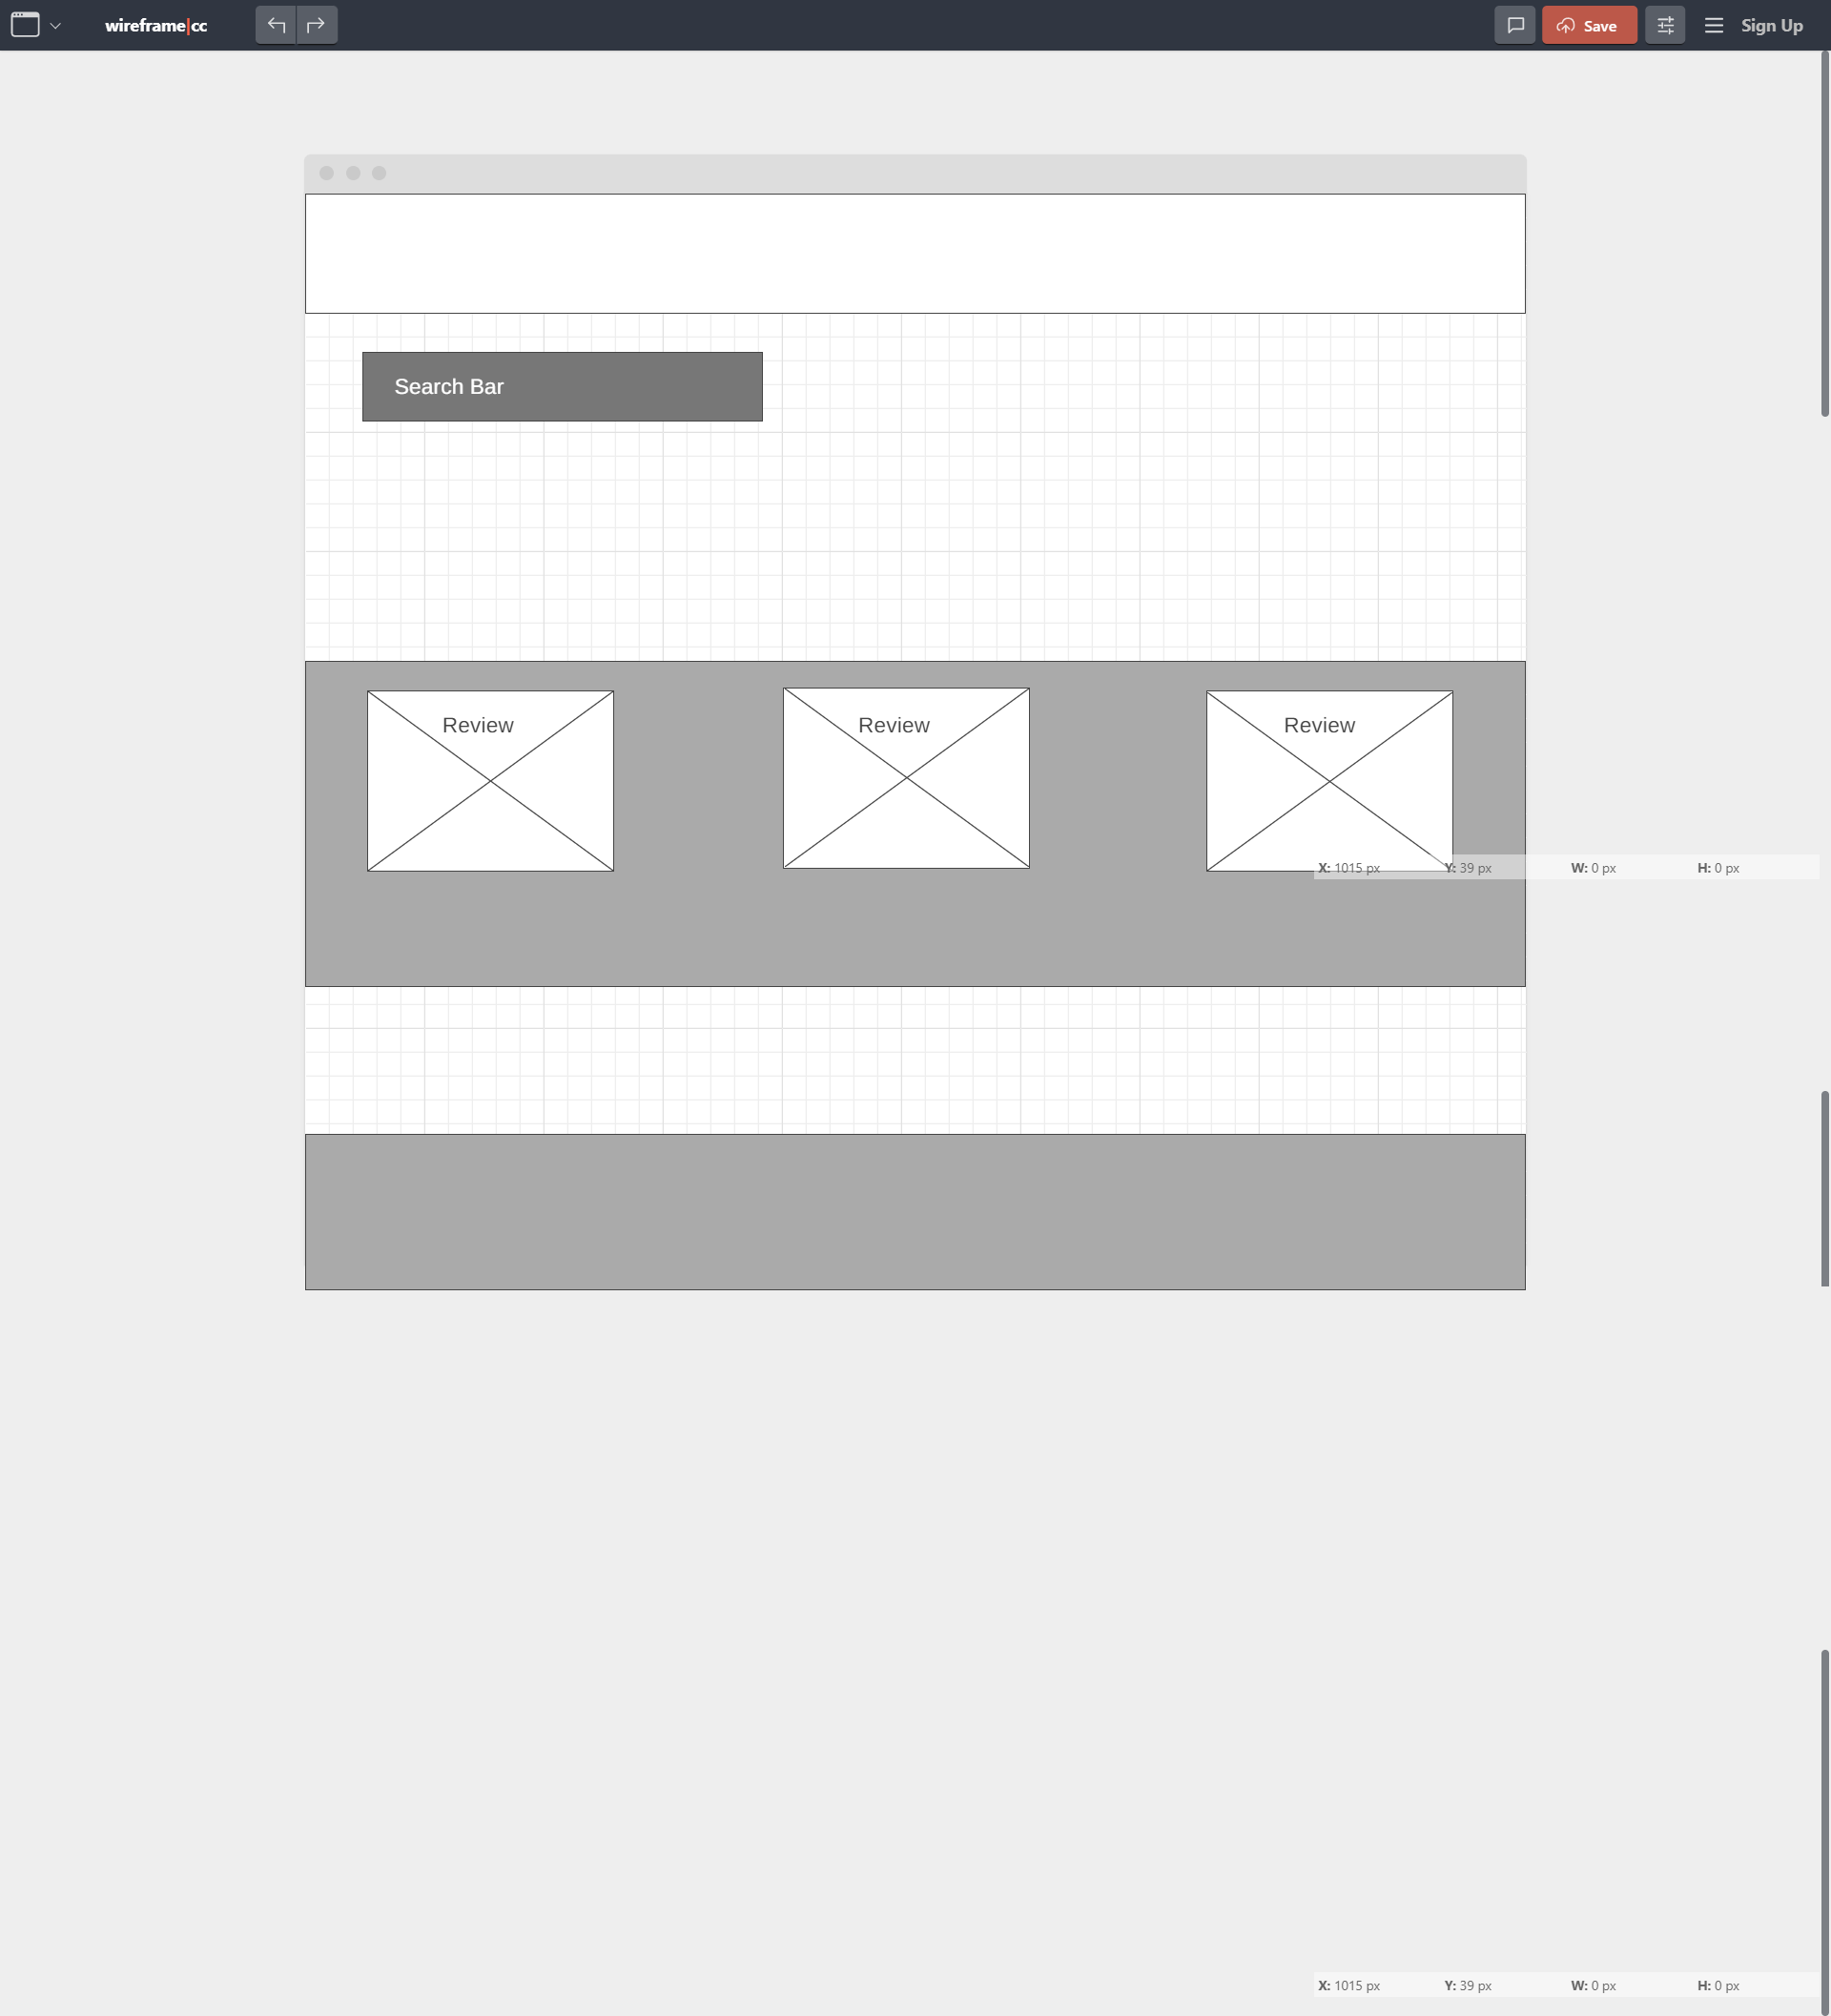 wireframe|cc
Save
Sign Up
Search Bar
Review
Review
Review
X: 1015 px Y: 39 px W: 0 px H: 0 px
X: 1015 px Y: 39 px W: 0 px H: 0 px